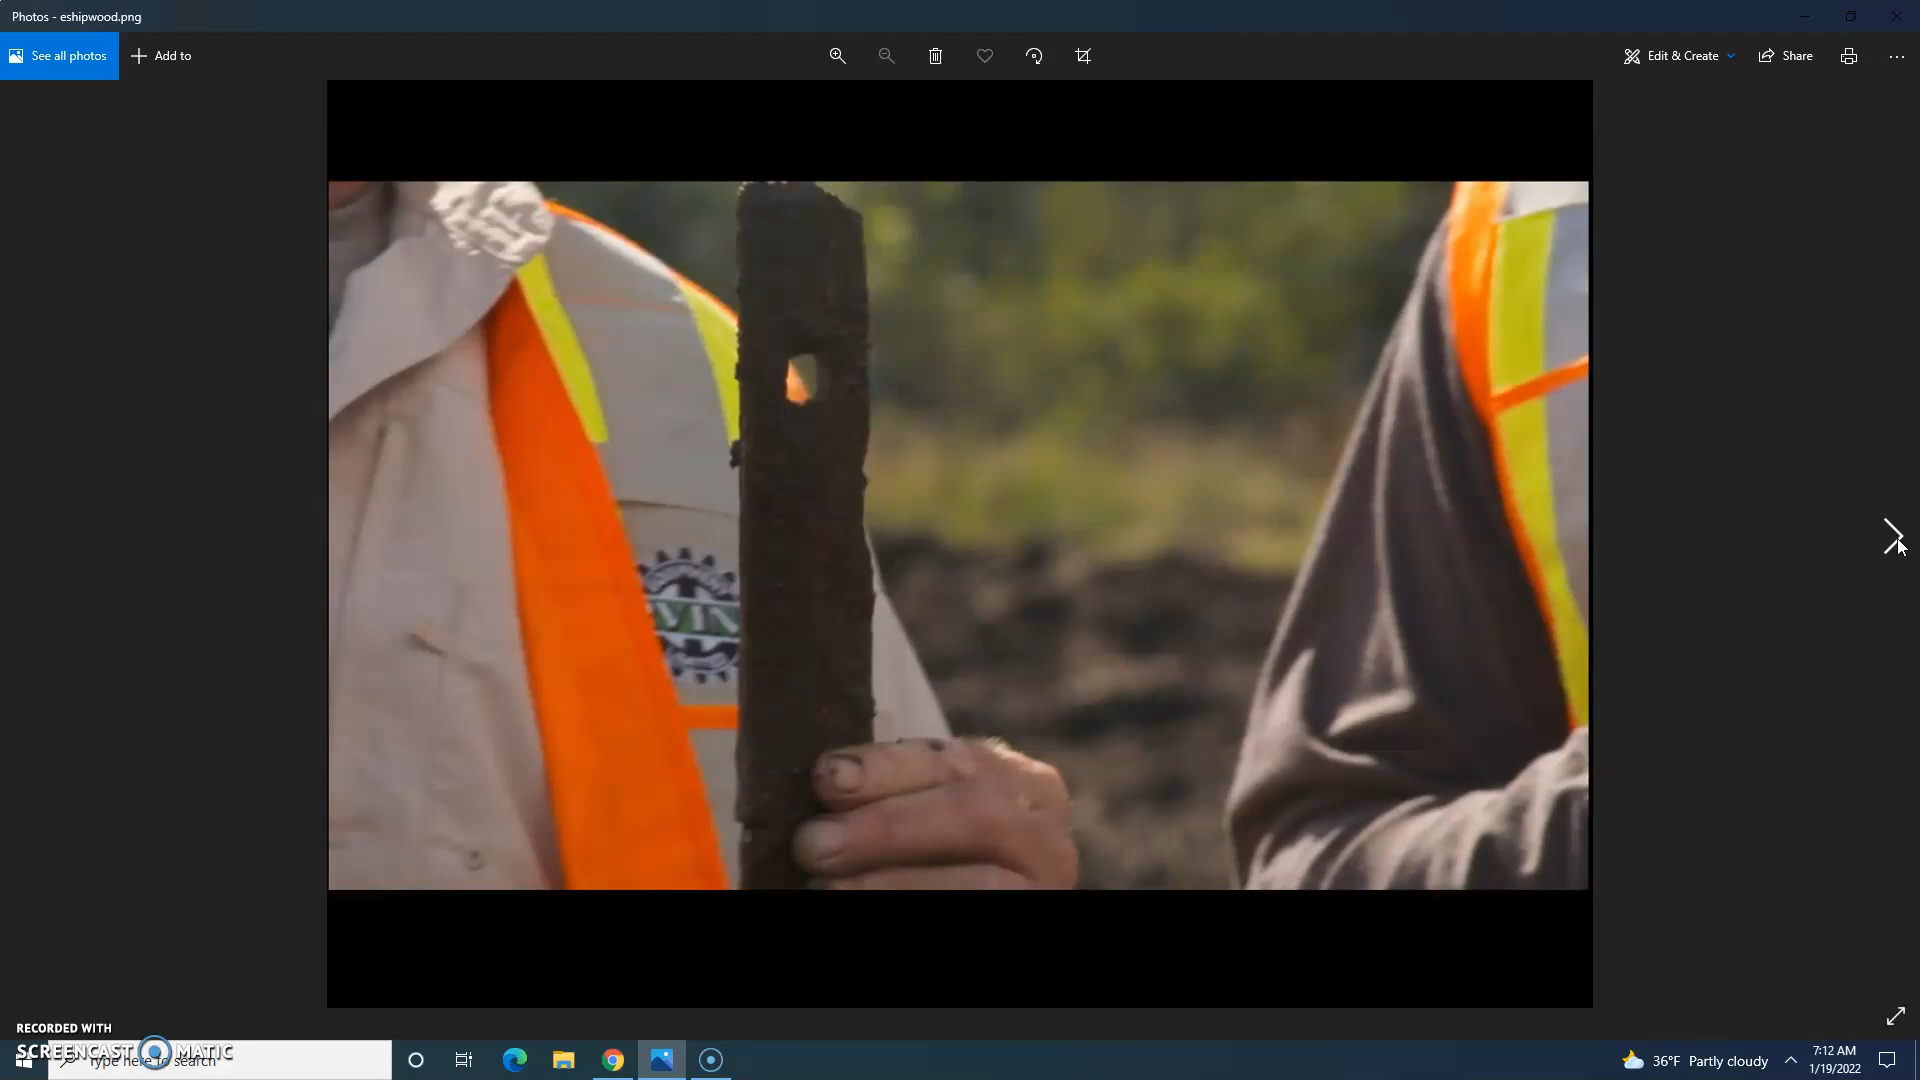 Photos - eshipwood.png
See all photos
Add to
Edit & Create
Share
VIN
RECORDED WITH
SCREENCAST MATIC
Type here to search
36°F Partly cloudy
7:12 AM
1/19/2022